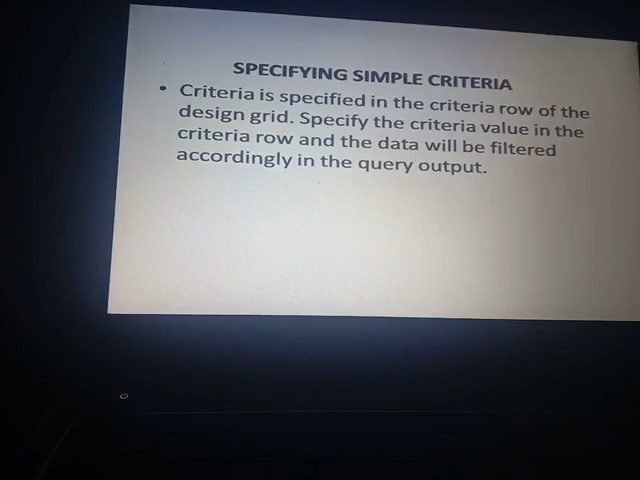 SPECIFYING SIMPLE CRITERIA
• Criteria is specified in the criteria row of the
design grid. Specify the criteria value in the
criteria row and the data will be filtered
accordingly in the query output.